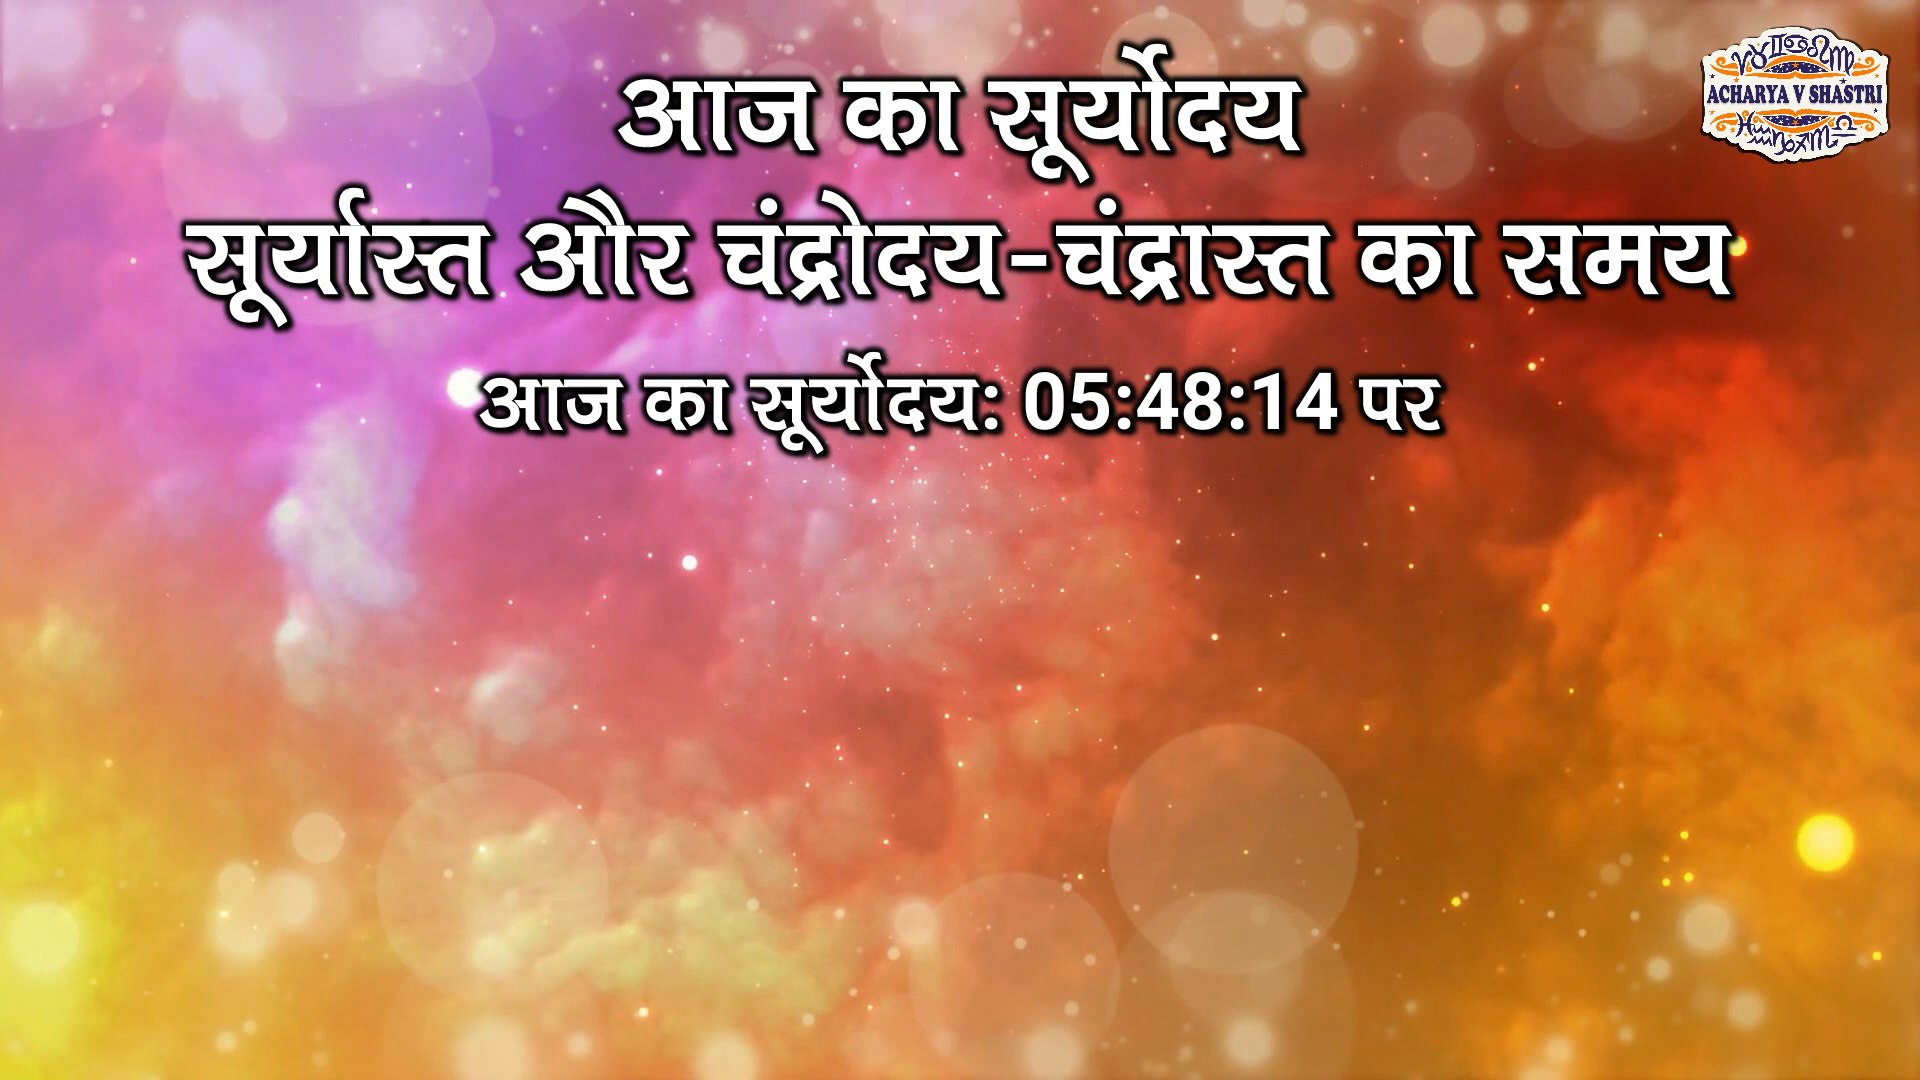 आज का सूर्योदय
सूर्यास्त और चंद्रोदय-चंद्रास्त का समय
आज का सूर्योदय: 05:48:14 पर
ACHARYA V SHASTRI